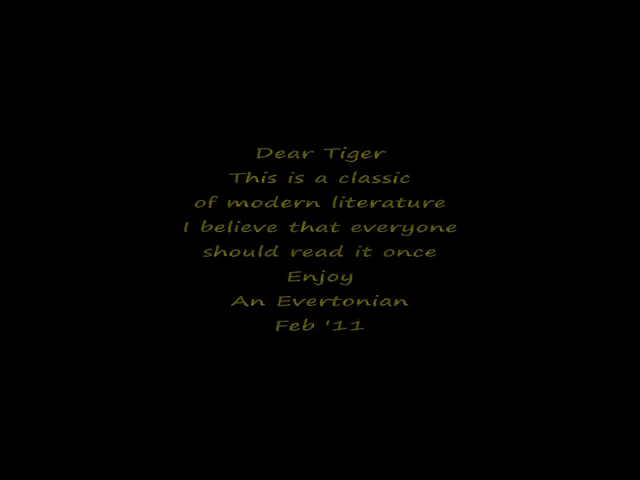 Dear Tiger
This is a classic
of modern literature
I believe that everyone
should read it once
Enjoy
An Evertonian
Feb '11